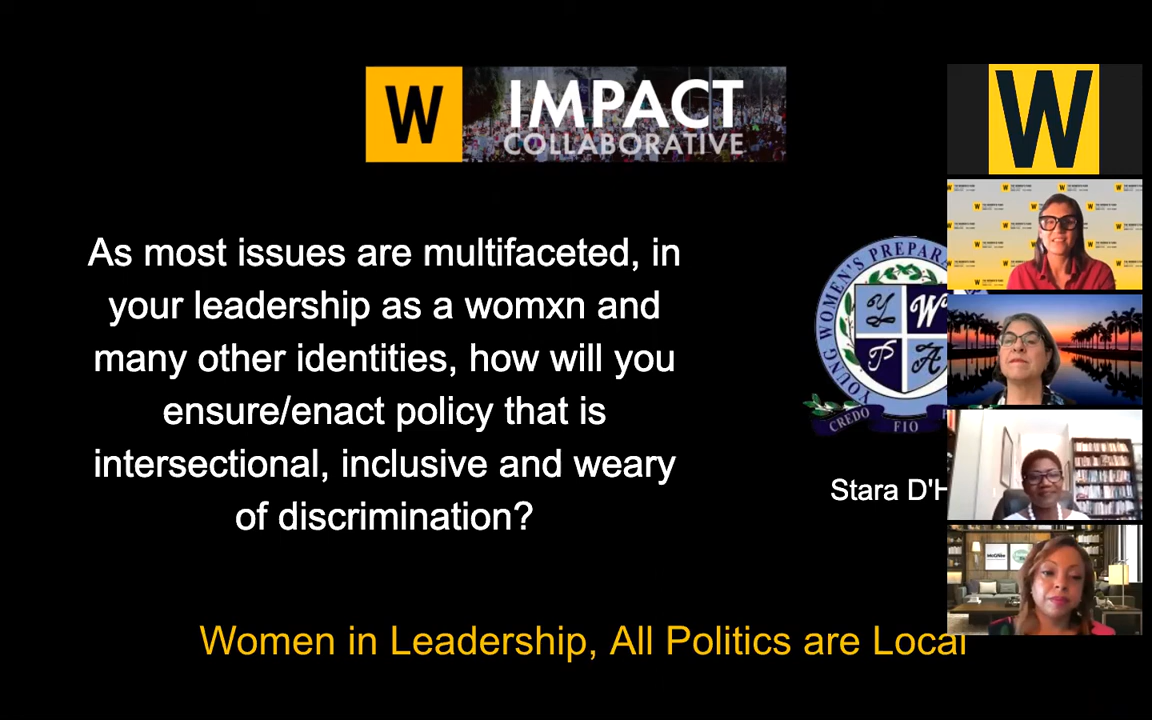 W IMPACT
COLLABORATIVE
W
As most issues are multifaceted, in
your leadership as a womxn and
many other identities, how will you
ensure/enact policy that is
intersectional, inclusive and weary
of discrimination?
YOUNG WOMEN'S
Y W
P A
CREDO FIO
Stara
Women in Leadership, All Politics are Local